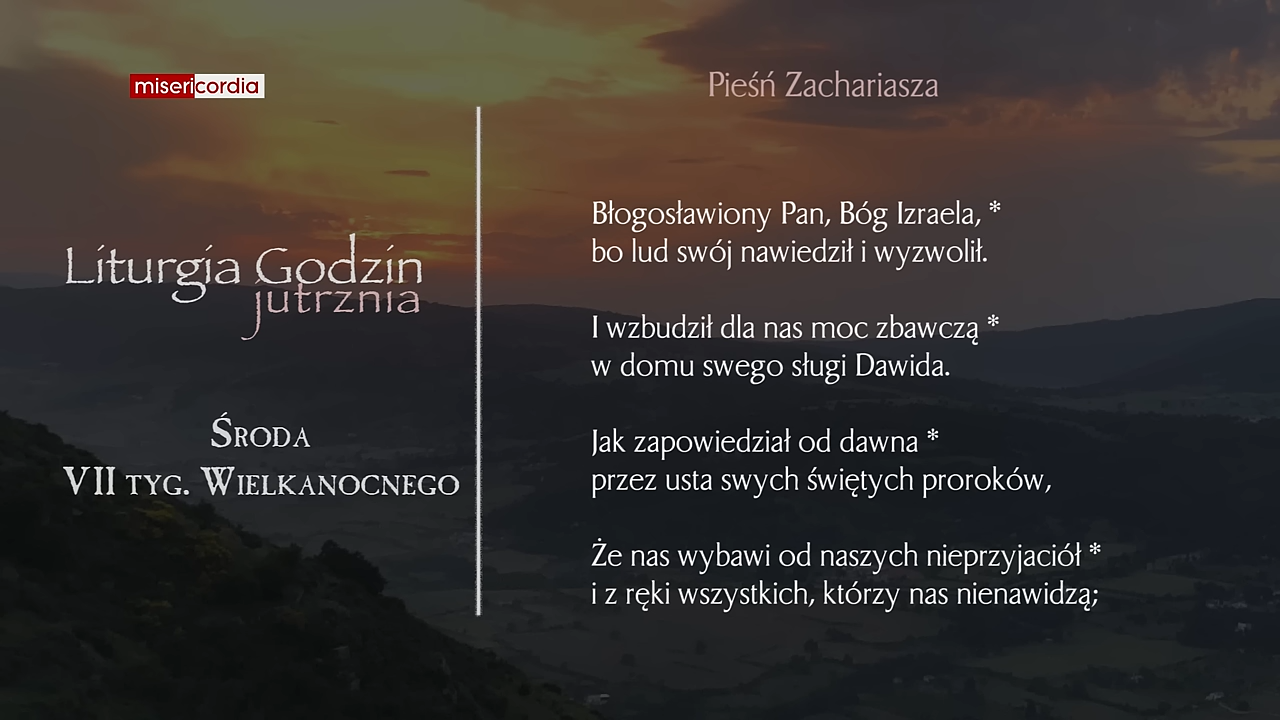 misericordia
Liturgia Godzin
jutrznia
Środa
VII tyg. Wielkanocnego
Pieśń Zachariasza
Błogosławiony Pan, Bóg Izraela, *
bo lud swój nawiedził i wyzwolił.
I wzbudził dla nas moc zbawczą *
w domu swego sługi Dawida.
Jak zapowiedział od dawna *
przez usta swych świętych proroków,
Że nas wybawi od naszych nieprzyjaciół *
i z ręki wszystkich, którzy nas nienawidzą;